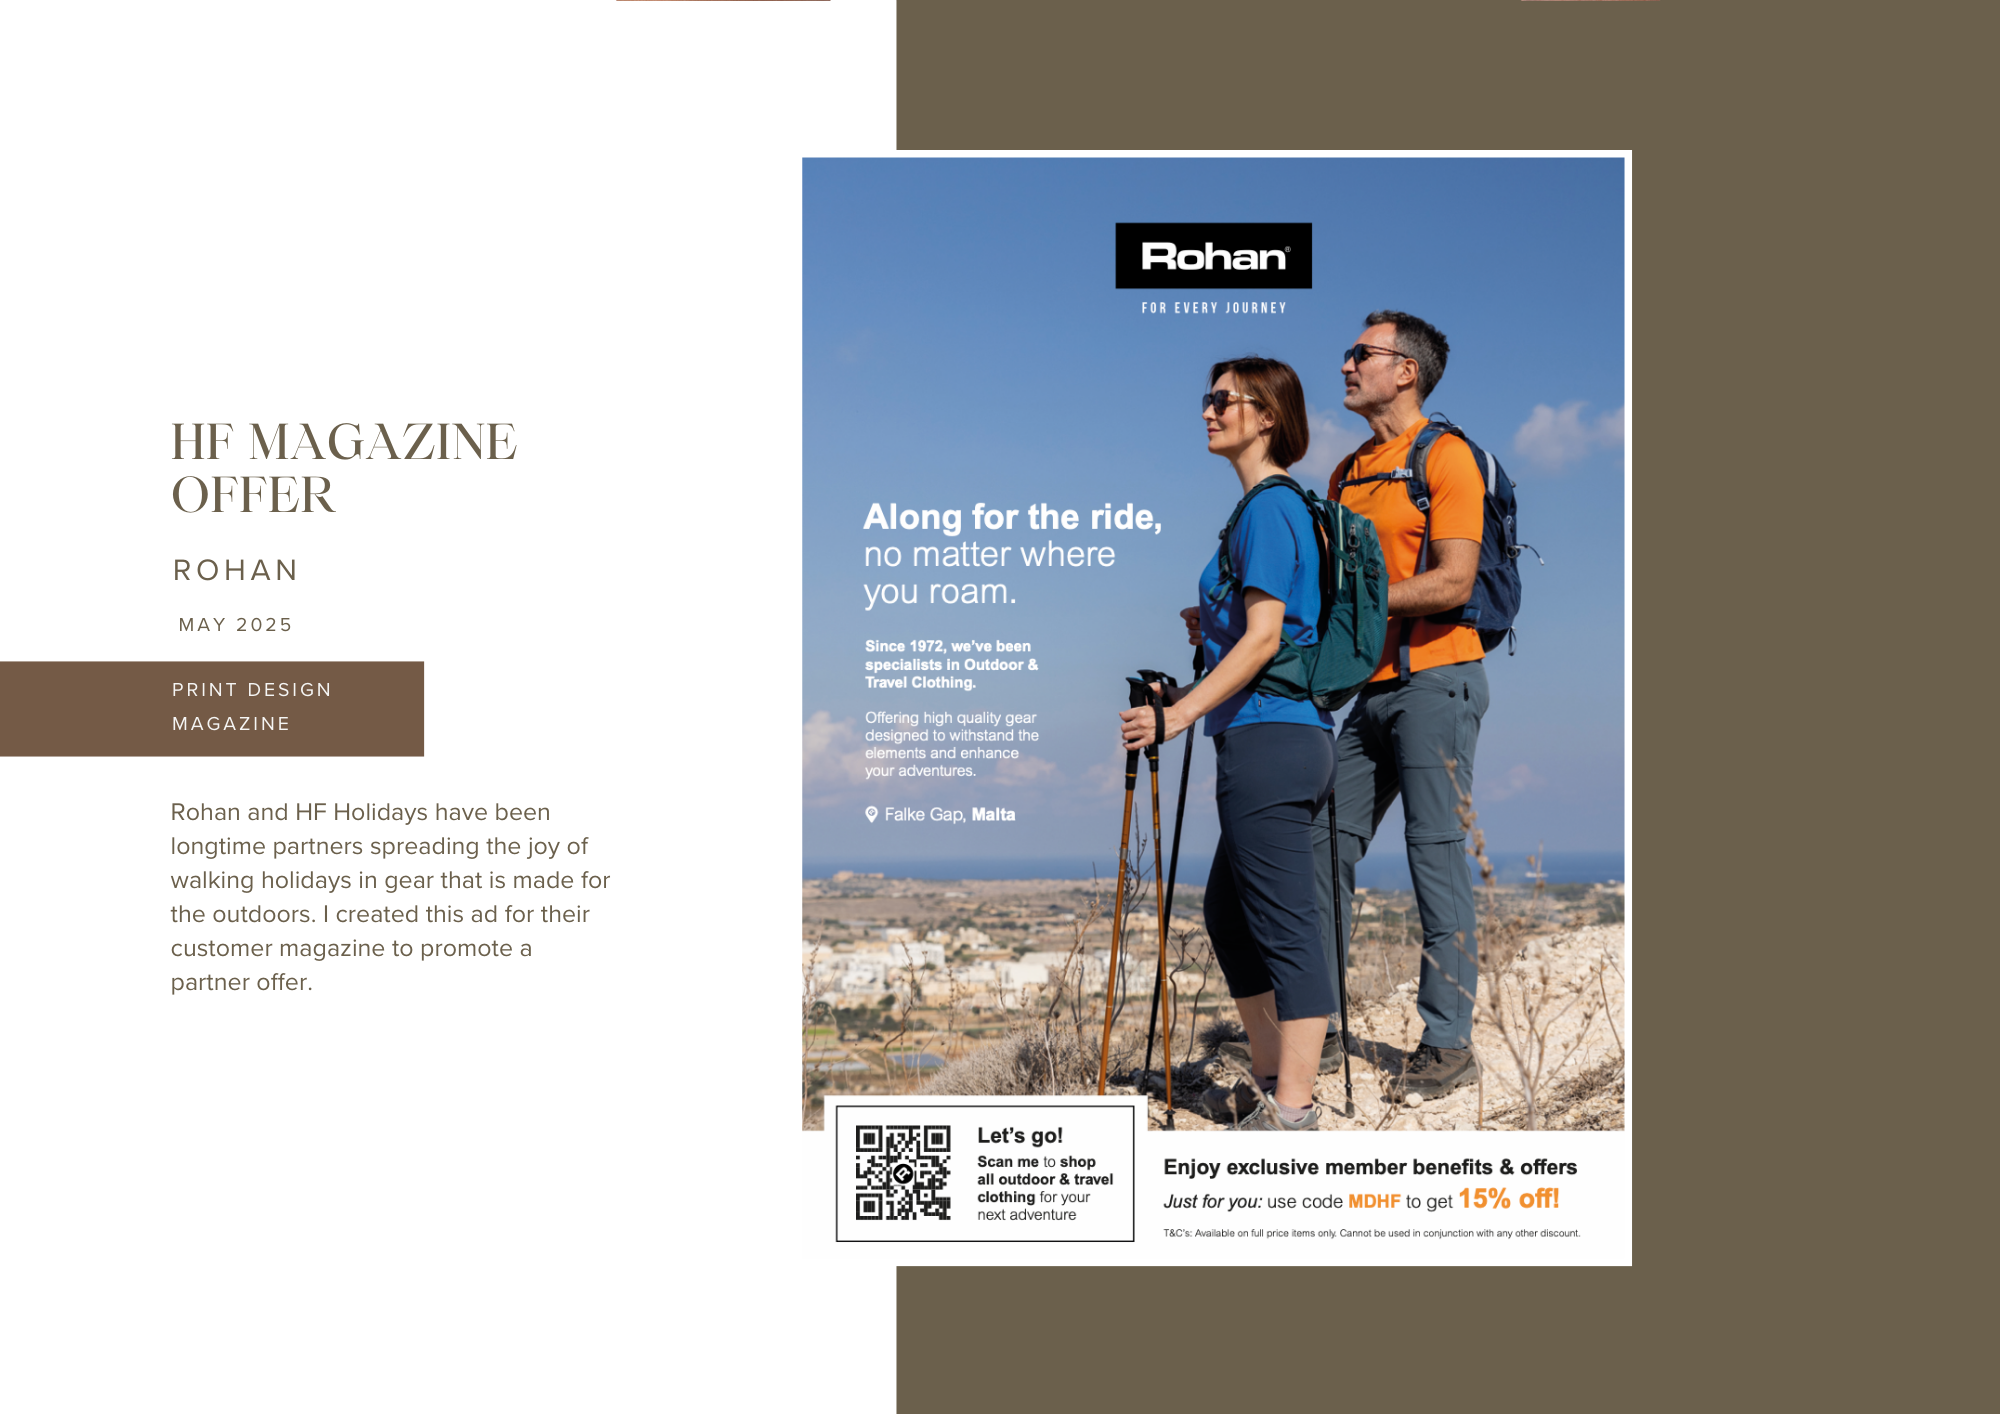 HF MAGAZINE
OFFER
ROHAN
MAY 2025
PRINT DESIGN
MAGAZINE
Rohan and HF Holidays have been
longtime partners spreading the joy of
walking holidays in gear that is made for
the outdoors. I created this ad for their
customer magazine to promote a
partner offer.
Rohan®
FOR EVERY JOURNEY
Along for the ride,
no matter where
you roam.
Since 1972, we’ve been
specialists in Outdoor &
Travel Clothing.
Offering high quality gear
designed to withstand the
elements and enhance
your adventures.
Falke Gap, Malta
Let’s go!
Scan me to shop
all outdoor & travel
clothing for your
next adventure
Enjoy exclusive member benefits & offers
Just for you: use code MDHF to get 15% off!
T&C's: Available on full price items only. Cannot be used in conjunction with any other discount.